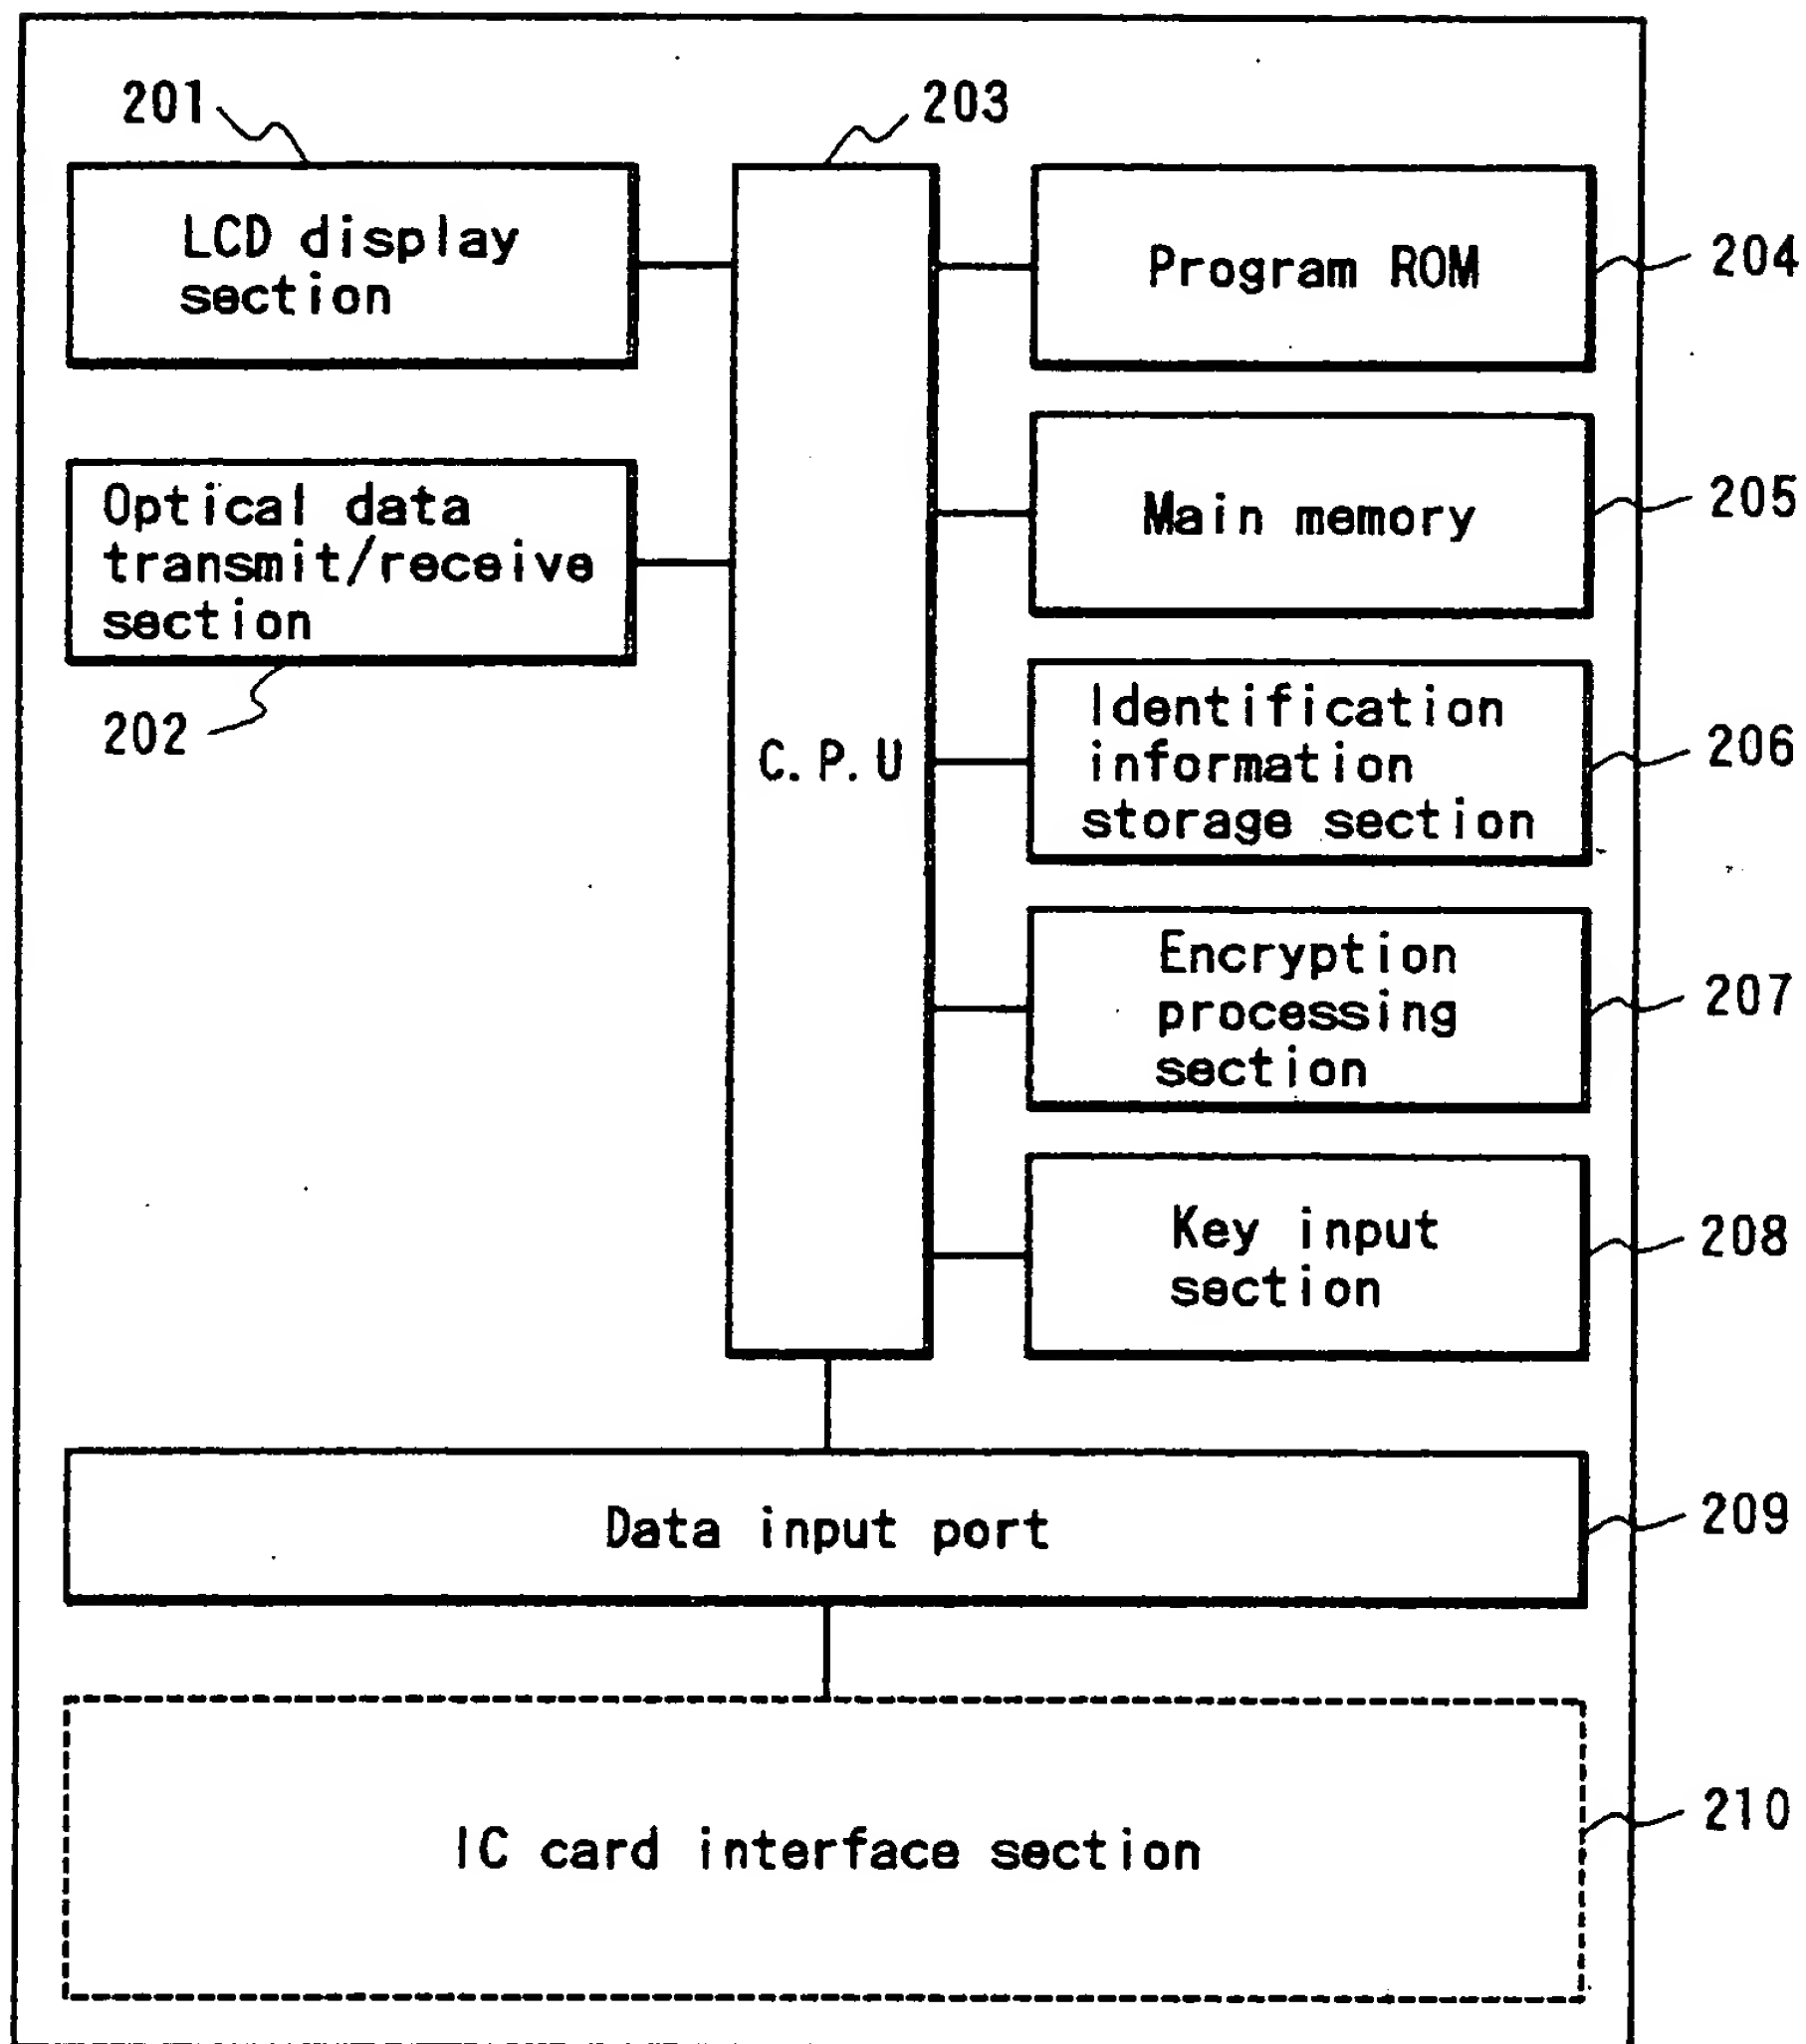 201
203
LCD display
section
Program ROM
204
Optical data
transmit/receive
section
202
Main memory
205
C.P.U
Identification
information
storage section
206
Encryption
processing
section
207
Key input
section
208
Data input port
209
IC card interface section
210